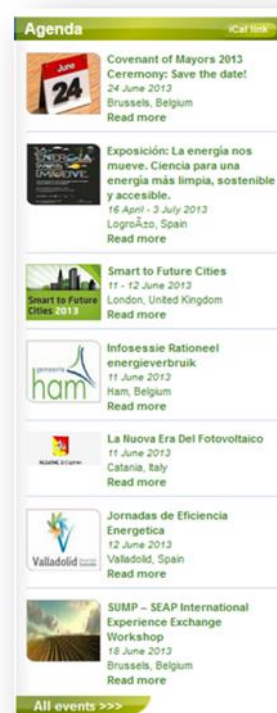 Agenda
iCal link
June
24
Covenant of Mayors 2013
Ceremony: Save the date!
24 June 2013
Brussels, Belgium
Read more
Exposición: La energía nos
mueve. Ciencia para una
energía más limpia, sostenible
y accesible.
16 April - 3 July 2013
LogroÃ±o, Spain
Read more
Smart to Future
Cities 2013
Smart to Future Cities
11 - 12 June 2013
London, United Kingdom
Read more
gemeente
ham
Infosessie Rationeel
energieverbruik
11 June 2013
Ham, Belgium
Read more
La Nuova Era Del Fotovoltaico
11 June 2013
Catania, Italy
Read more
Valladolid
Jornadas de Eficiencia
Energetica
12 June 2013
Valladolid, Spain
Read more
SUMP – SEAP International
Experience Exchange
Workshop
18 June 2013
Brussels, Belgium
Read more
All events >>>